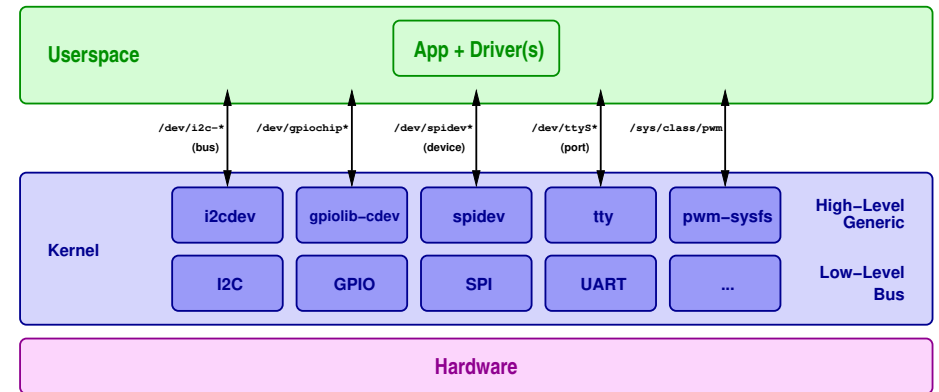 Userspace
App + Driver(s)
/dev/i2c-*
(bus)
/dev/gpiochip*
/dev/spidev*
(device)
/dev/ttyS*
(port)
/sys/class/pwm
Kernel
i2cdev
gpiolib-cdev
spidev
tty
pwm-sysfs
High-Level
Generic
I2C
GPIO
SPI
UART
...
Low-Level
Bus
Hardware